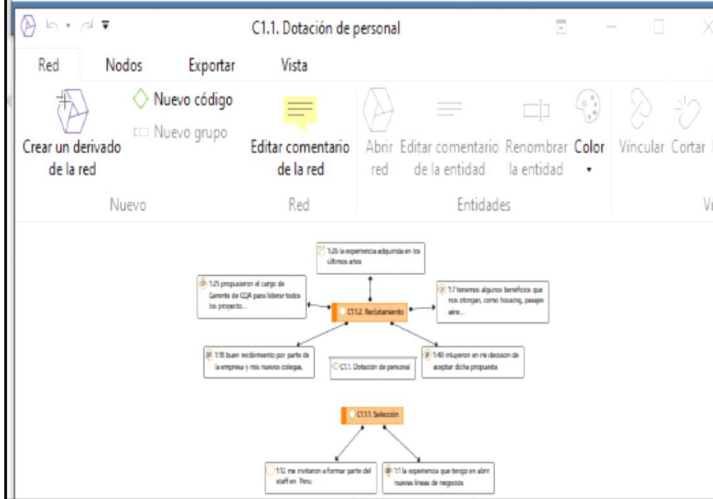 C1.1. Dotación de personal
Red Nodos Exportar Vista
Crear un derivado
de la red
Nuevo código
Nuevo grupo
Editar comentario
de la red
Abrir
red
Editar comentario
de la entidad
Renombrar
la entidad
Color
Vincular Cortar
Nuevo Red Entidades
1:26 la experiencia adquirida en los
últimos años
1:25 propusieron el cargo de
Gerente de CQA para liderar todos
los proyecto...
1:7 tenemos algunos beneficios que
nos otorgan, como housing, pasajes
aére...
C1.1.2. Reclutamiento
1:18 buen recibimiento por parte de
la empresa y mis nuevos colegas,
C1.1. Dotación de personal
1:40 influyeron en mi decisión de
aceptar dicha propuesta
C1.1.1. Selección
1:12 me invitaron a formar parte del
staff en Peru
1:1 la experiencia que tengo en abrir
nuevas líneas de negocios